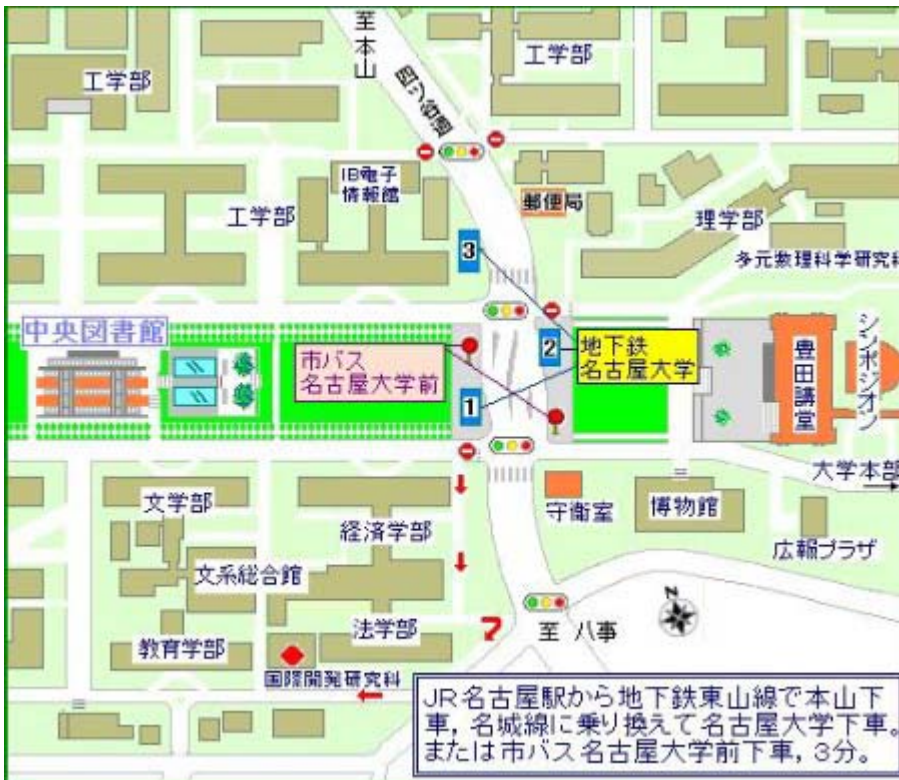 至本山
四ツ谷通
工学部
工学部
旧電子
情報館
郵便局
工学部
理学部
多元数理科学研究科
3
中央図書館
市バス
名古屋大学前
2
地下鉄
名古屋大学
1
豊田講堂
シンポジオン
大学本部
文学部
経済学部
守衛室
博物館
広報プラザ
文系総合館
N
教育学部
法学部
7
至 八事
国際開発研究科
JR名古屋駅から地下鉄東山線で本山下
車，名城線に乗り換えて名古屋大学下車。
または市バス名古屋大学前下車，3分。